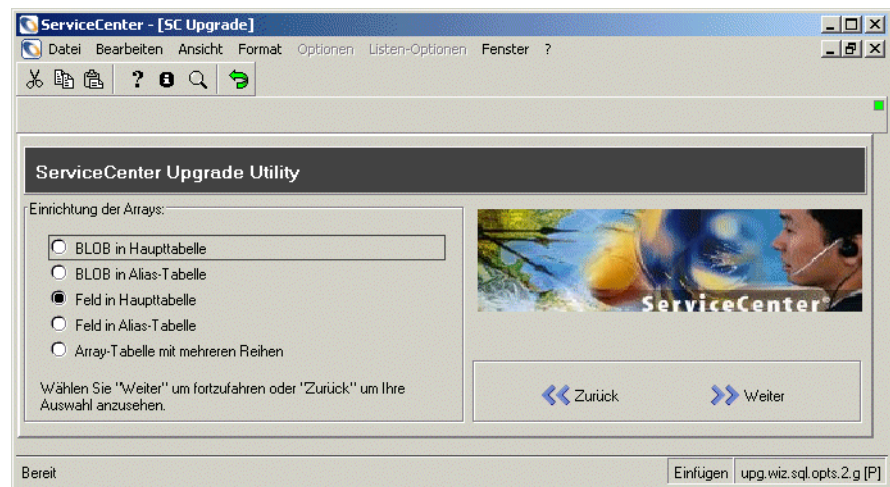 ServiceCenter - [SC Upgrade]
Datei Bearbeiten Ansicht Format Optionen Listen-Optionen Fenster ?
ServiceCenter Upgrade Utility
Einrichtung der Arrays:
BLOB in Haupttabelle
BLOB in Alias-Tabelle
Feld in Haupttabelle
Feld in Alias-Tabelle
Array-Tabelle mit mehreren Reihen
Wählen Sie "Weiter" um fortzufahren oder "Zurück" um Ihre
Auswahl anzusehen.
ServiceCenter®
Zurück
Weiter
Bereit
Einfügen
upg.wiz.sql.opts.2.g [P]